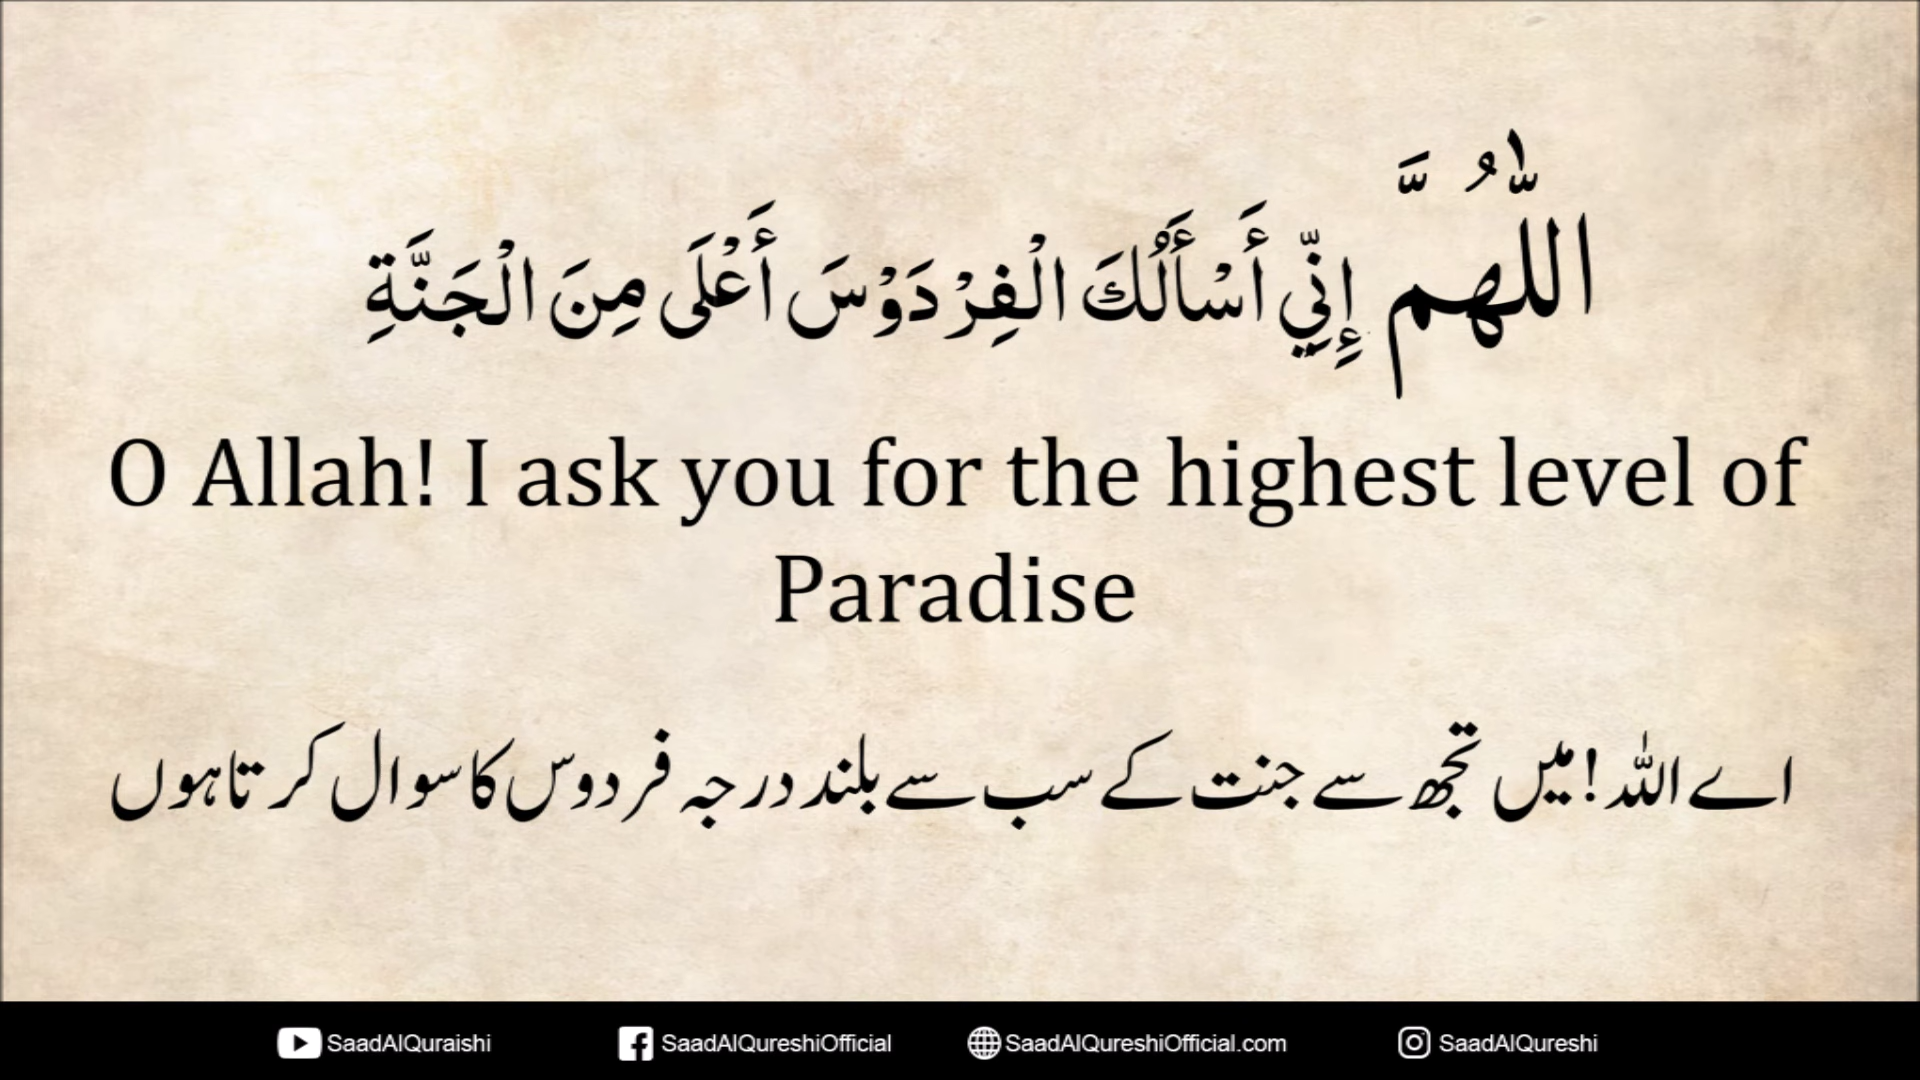 اللّٰهُمَّ إِنِّي أَسْأَلُكَ الْفِرْدَوْسَ أَعْلَى مِنَ الْجَنَّةِ
O Allah! I ask you for the highest level of
Paradise
اے اللہ! میں تجھ سے جنت کے سب سے بلند درجہ فردوس کا سوال کرتا ہوں
SaadAlQuraishi SaadAlQureshiOfficial SaadAlQureshiOfficial.com SaadAlQureshi